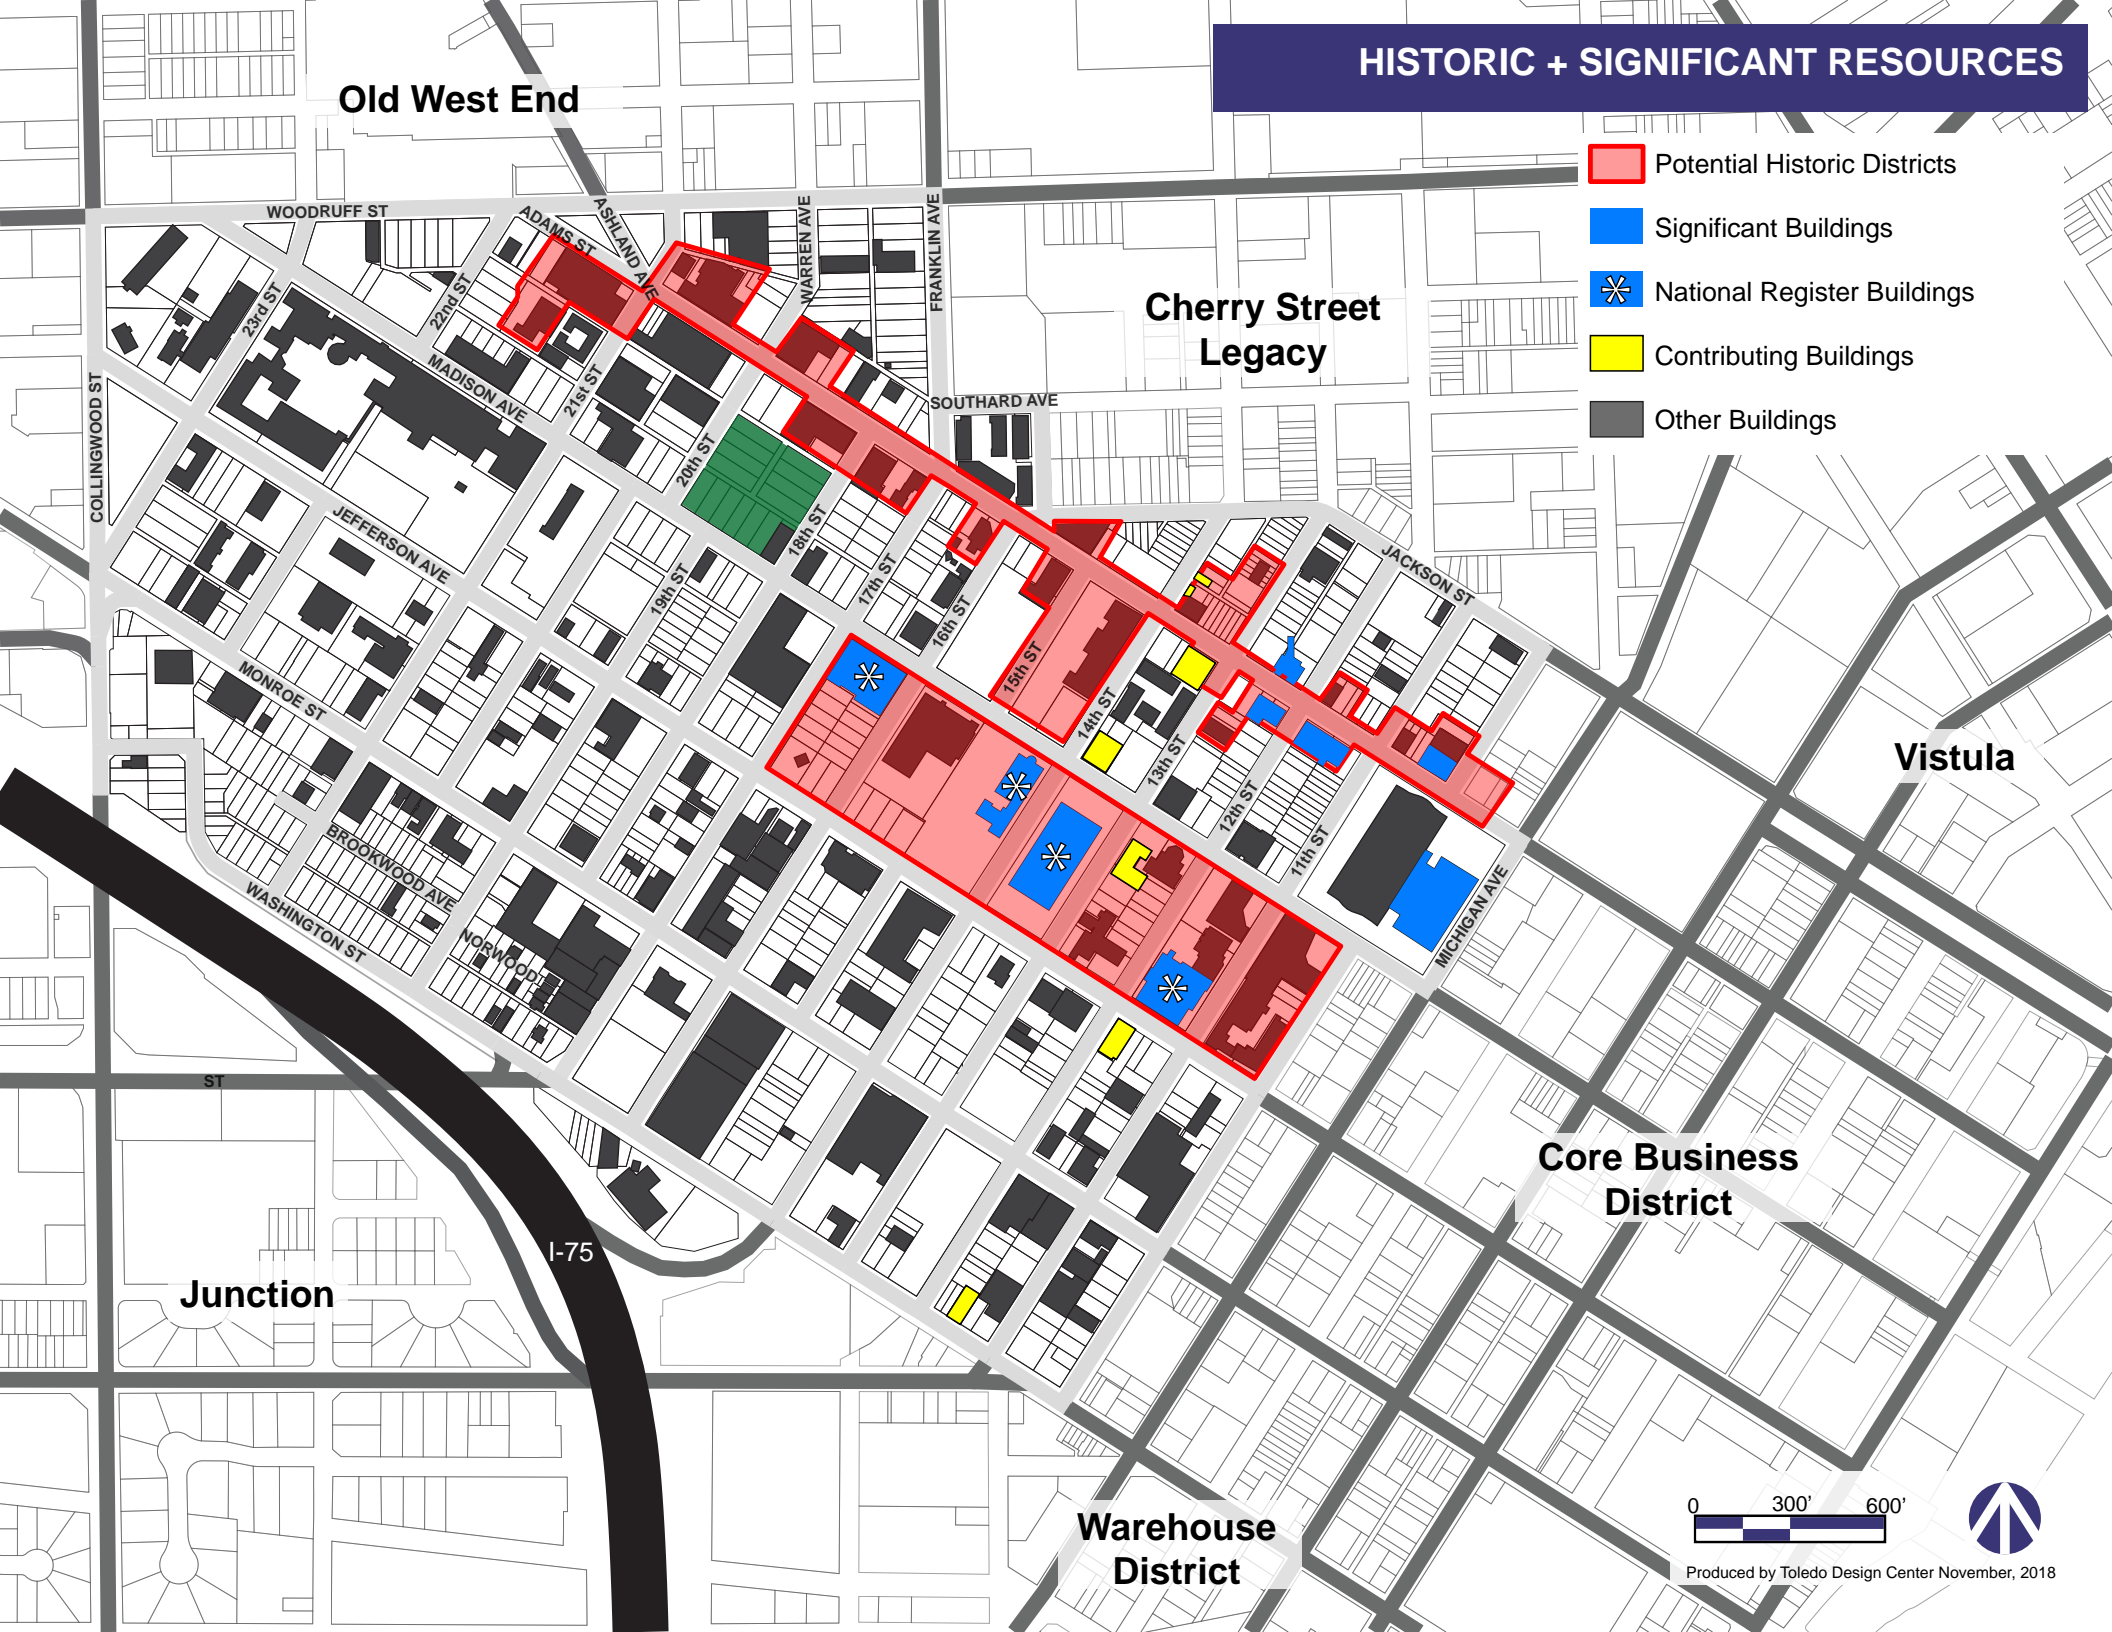 HISTORIC + SIGNIFICANT RESOURCES
Potential Historic Districts
Significant Buildings
National Register Buildings
Contributing Buildings
Other Buildings
Old West End
Cherry Street
Legacy
Vistula
Core Business
District
Warehouse
District
Junction
I-75
WOODRUFF ST
ADAMS ST
ASHLAND AVE
WARREN AVE
FRANKLIN AVE
SOUTHARD AVE
JACKSON ST
COLLINGWOOD ST
23rd ST
22nd ST
21st ST
20th ST
19th ST
18th ST
17th ST
16th ST
15th ST
14th ST
13th ST
12th ST
11th ST
MICHIGAN AVE
MADISON AVE
JEFFERSON AVE
MONROE ST
BROOKWOOD AVE
WASHINGTON ST
NORWOOD
ST
0 300' 600'
Produced by Toledo Design Center November, 2018